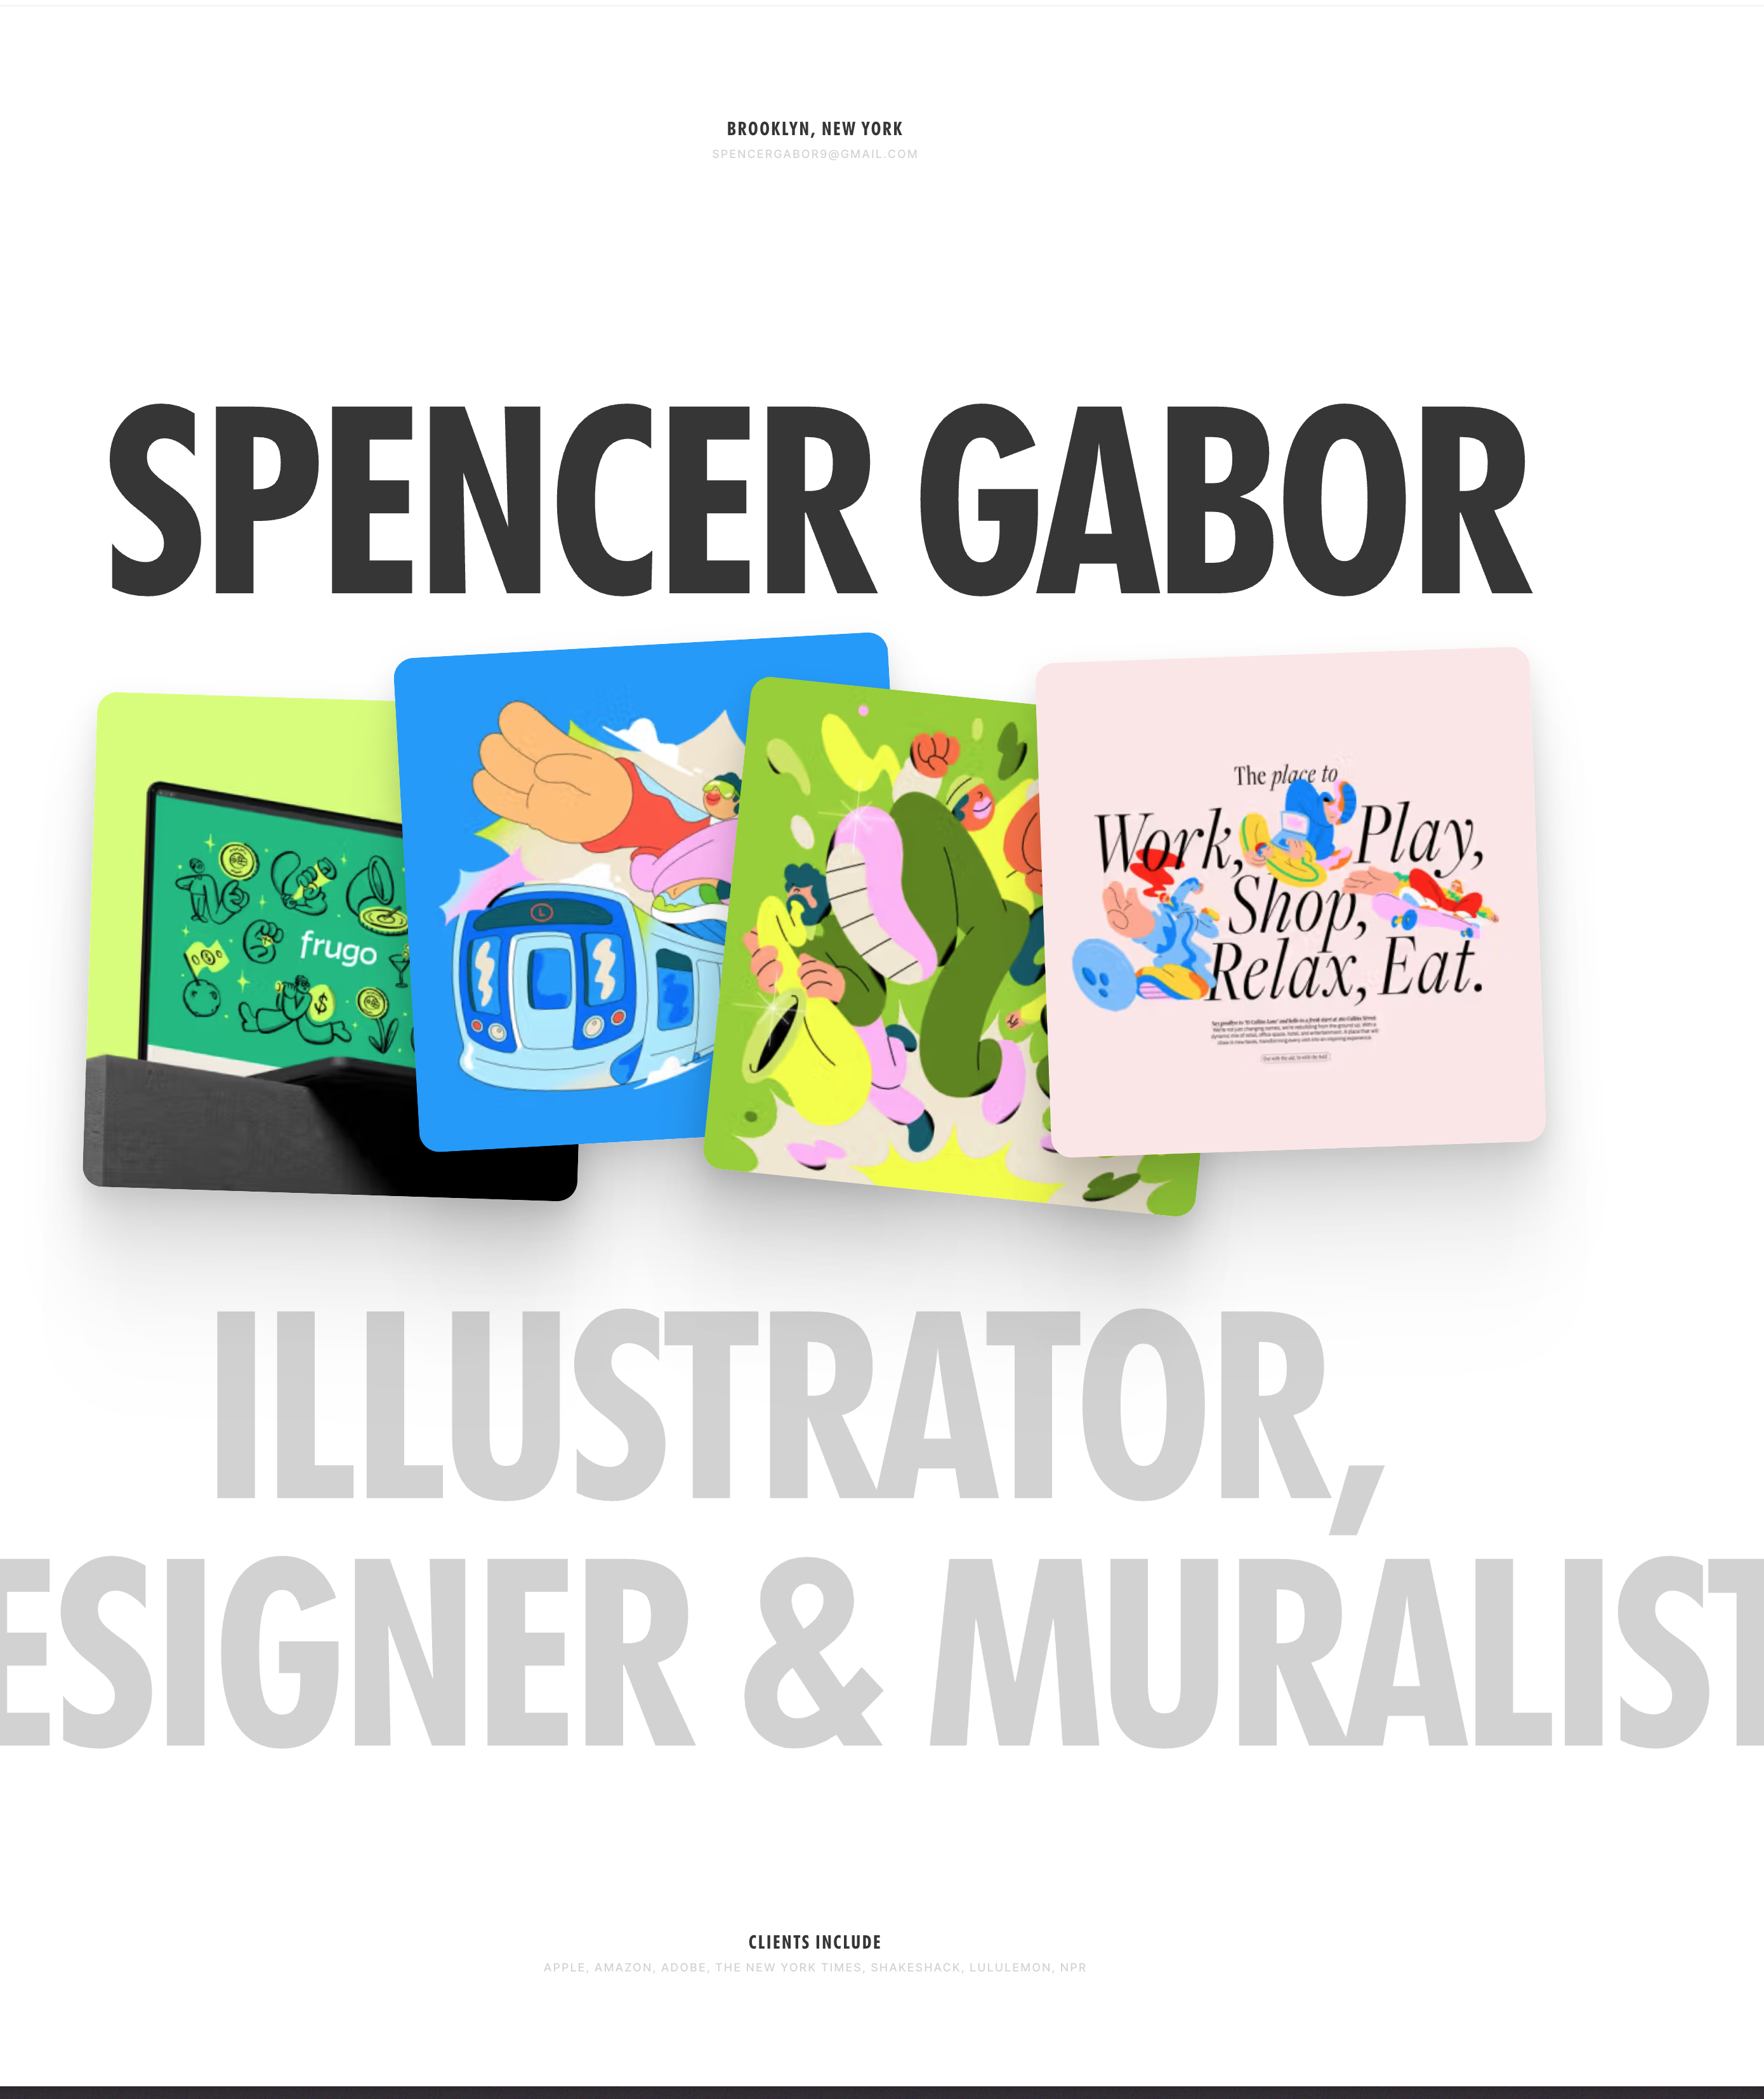 BROOKLYN, NEW YORK
SPENCERGABOR9@GMAIL.COM
SPENCER GABOR
frugo
L
The place to
Work, Play,
Shop,
Relax, Eat.
ILLUSTRATOR,
ESIGNER & MURALIST
CLIENTS INCLUDE
APPLE, AMAZON, ADOBE, THE NEW YORK TIMES, SHAKESHACK, LULULEMON, NPR